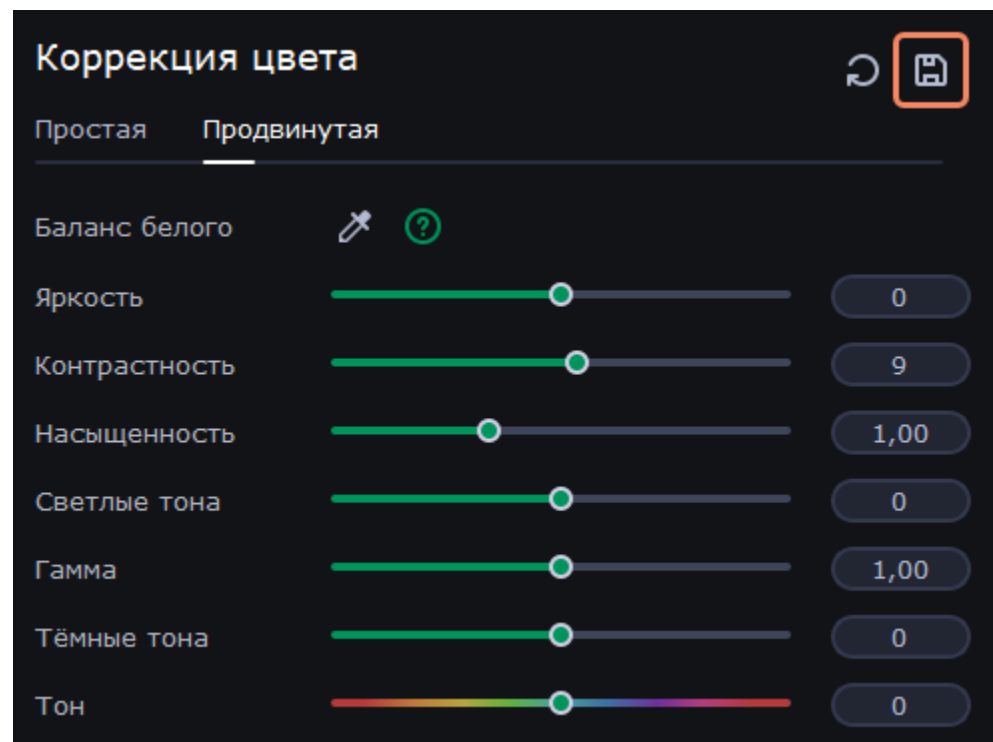 Коррекция цвета
Простая Продвинутая
Баланс белого ?
Яркость 0
Контрастность 9
Насыщенность 1,00
Светлые тона 0
Гамма 1,00
Тёмные тона 0
Тон 0